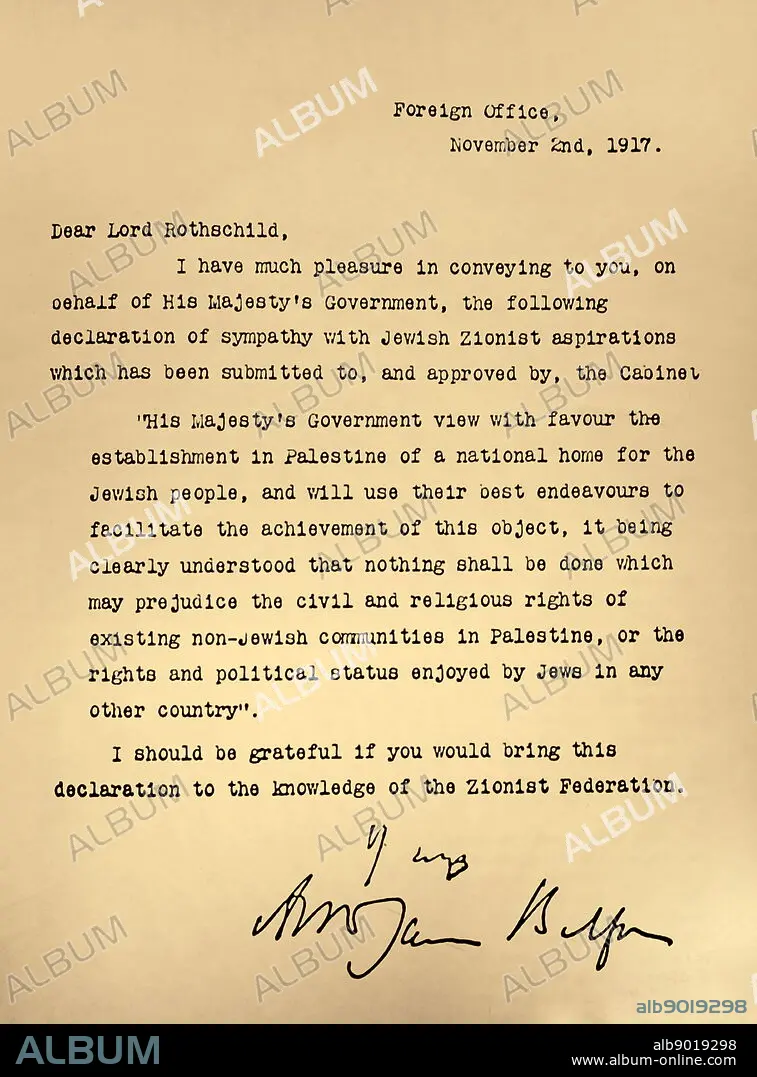 Foreign Office,
November 2nd, 1917.
Dear Lord Rothschild,
I have much pleasure in conveying to you, on
behalf of His Majesty's Government, the following
declaration of sympathy with Jewish Zionist aspirations
which has been submitted to, and approved by, the Cabinet
"His Majesty's Government view with favour the
establishment in Palestine of a national home for the
Jewish people, and will use their best endeavours to
facilitate the achievement of this object, it being
clearly understood that nothing shall be done which
may prejudice the civil and religious rights of
existing non-Jewish communities in Palestine, or the
rights and political status enjoyed by Jews in any
other country".
I should be grateful if you would bring this
declaration to the knowledge of the Zionist Federation.
Arthur James Balfour
alb9019298
ALBUM
alb9019298
www.album-online.com